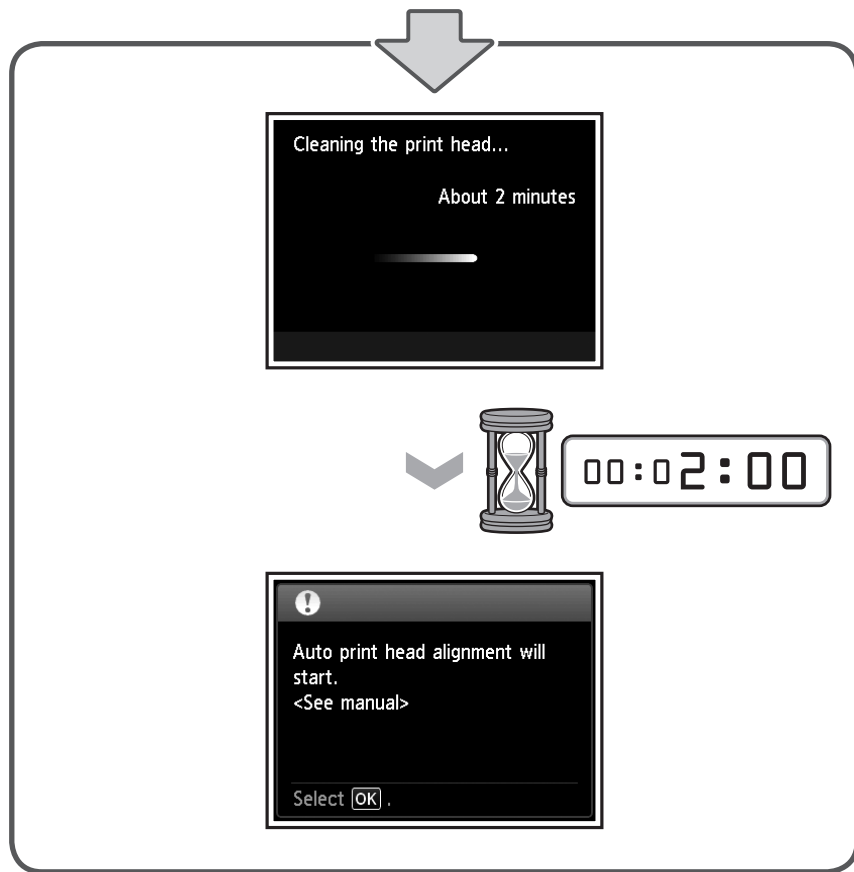 Cleaning the print head...
About 2 minutes
00:02:00
Auto print head alignment will
start.
<See manual>
Select OK .